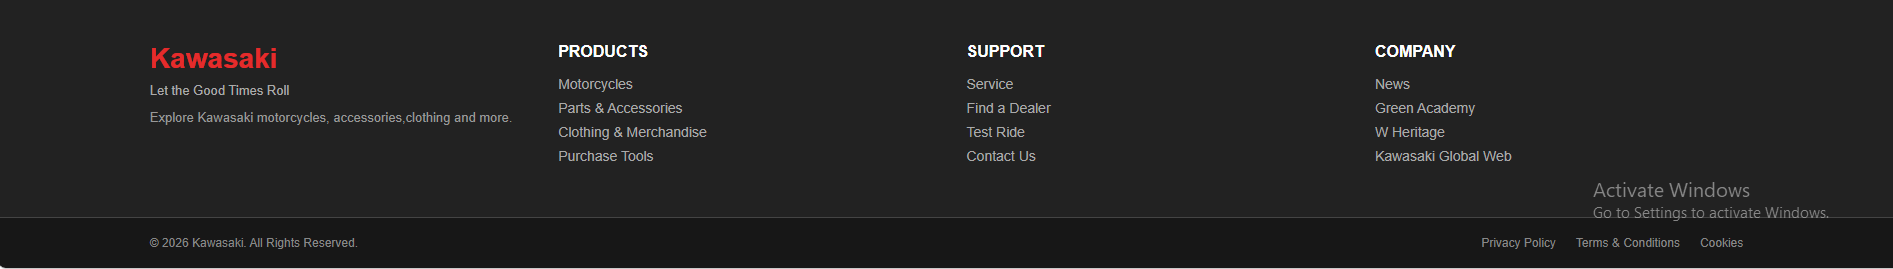 Kawasaki
Let the Good Times Roll
Explore Kawasaki motorcycles, accessories,clothing and more.
PRODUCTS
Motorcycles
Parts & Accessories
Clothing & Merchandise
Purchase Tools
SUPPORT
Service
Find a Dealer
Test Ride
Contact Us
COMPANY
News
Green Academy
W Heritage
Kawasaki Global Web
Activate Windows
Go to Settings to activate Windows.
© 2026 Kawasaki. All Rights Reserved.
Privacy Policy Terms & Conditions Cookies